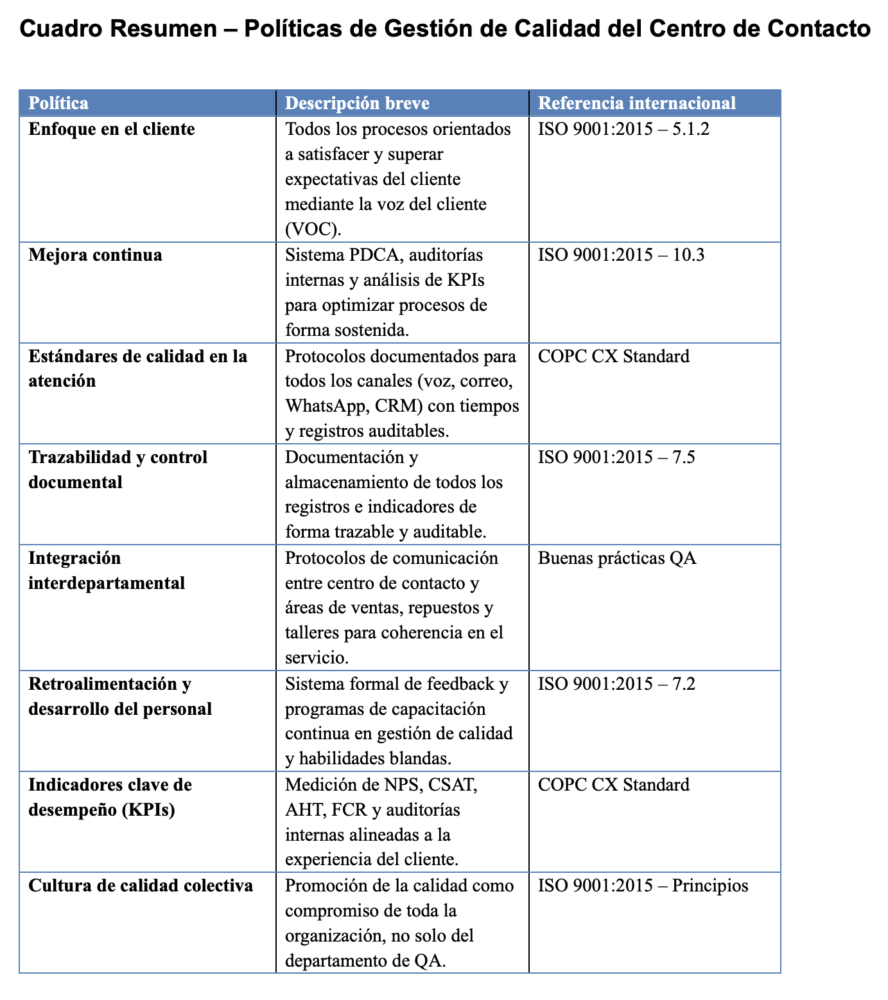 Cuadro Resumen – Políticas de Gestión de Calidad del Centro de Contacto
Política
Descripción breve
Referencia internacional
Enfoque en el cliente
Todos los procesos orientados
a satisfacer y superar
expectativas del cliente
mediante la voz del cliente
(VOC).
ISO 9001:2015 – 5.1.2
Mejora continua
Sistema PDCA, auditorías
internas y análisis de KPIs
para optimizar procesos de
forma sostenida.
ISO 9001:2015 – 10.3
Estándares de calidad en la
atención
Protocolos documentados para
todos los canales (voz, correo,
WhatsApp, CRM) con tiempos
y registros auditables.
COPC CX Standard
Trazabilidad y control
documental
Documentación y
almacenamiento de todos los
registros e indicadores de
forma trazable y auditable.
ISO 9001:2015 – 7.5
Integración
interdepartamental
Protocolos de comunicación
entre centro de contacto y
áreas de ventas, repuestos y
talleres para coherencia en el
servicio.
Buenas prácticas QA
Retroalimentación y
desarrollo del personal
Sistema formal de feedback y
programas de capacitación
continua en gestión de calidad
y habilidades blandas.
ISO 9001:2015 – 7.2
Indicadores clave de
desempeño (KPIs)
Medición de NPS, CSAT,
AHT, FCR y auditorías
internas alineadas a la
experiencia del cliente.
COPC CX Standard
Cultura de calidad colectiva
Promoción de la calidad como
compromiso de toda la
organización, no solo del
departamento de QA.
ISO 9001:2015 – Principios